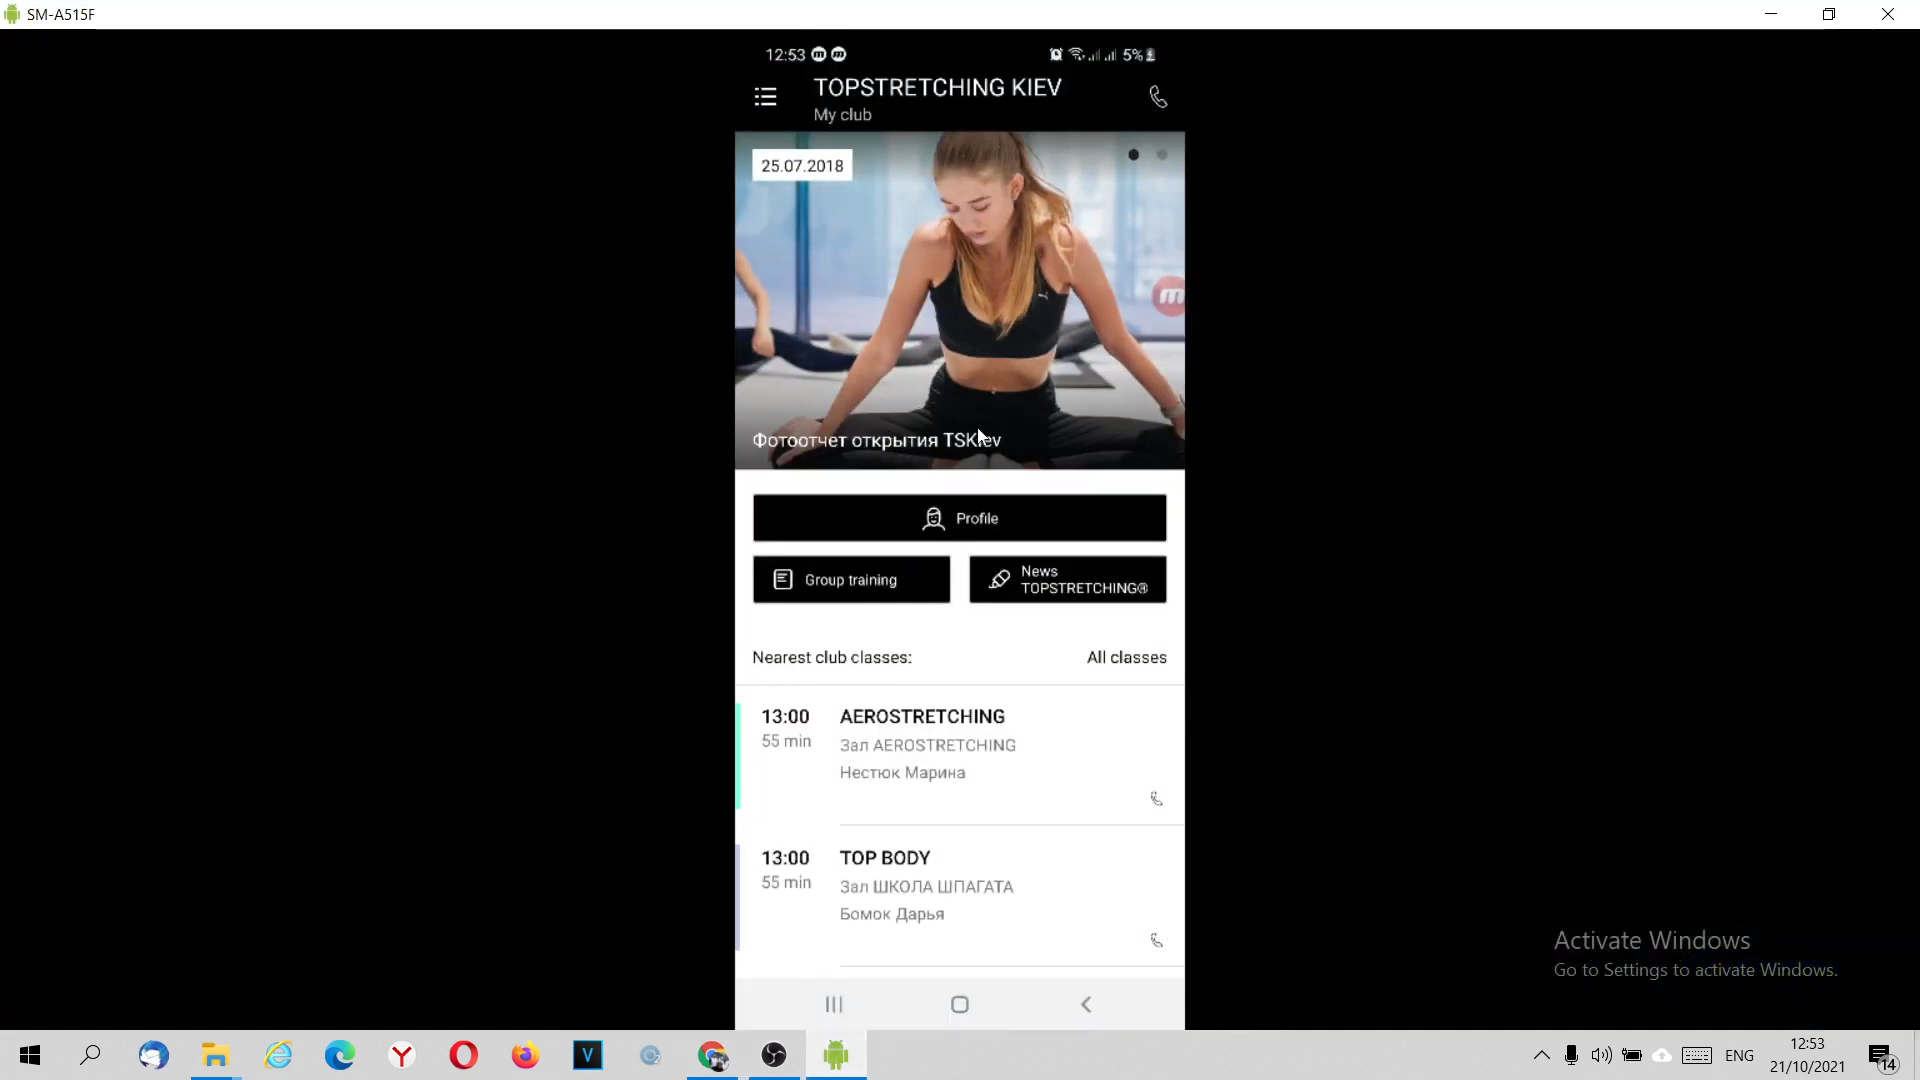 SM-A515F
12:53
5%
TOPSTRETCHING KIEV
My club
25.07.2018
Фотоотчет открытия TSKiev
Profile
Group training
News
TOPSTRETCHING®
Nearest club classes:
All classes
13:00
AEROSTRETCHING
55 min
Зал AEROSTRETCHING
Нестюк Марина
13:00
TOP BODY
55 min
Зал ШКОЛА ШПАГАТА
Бомок Дарья
Activate Windows
Go to Settings to activate Windows.
ENG
12:53
21/10/2021
14